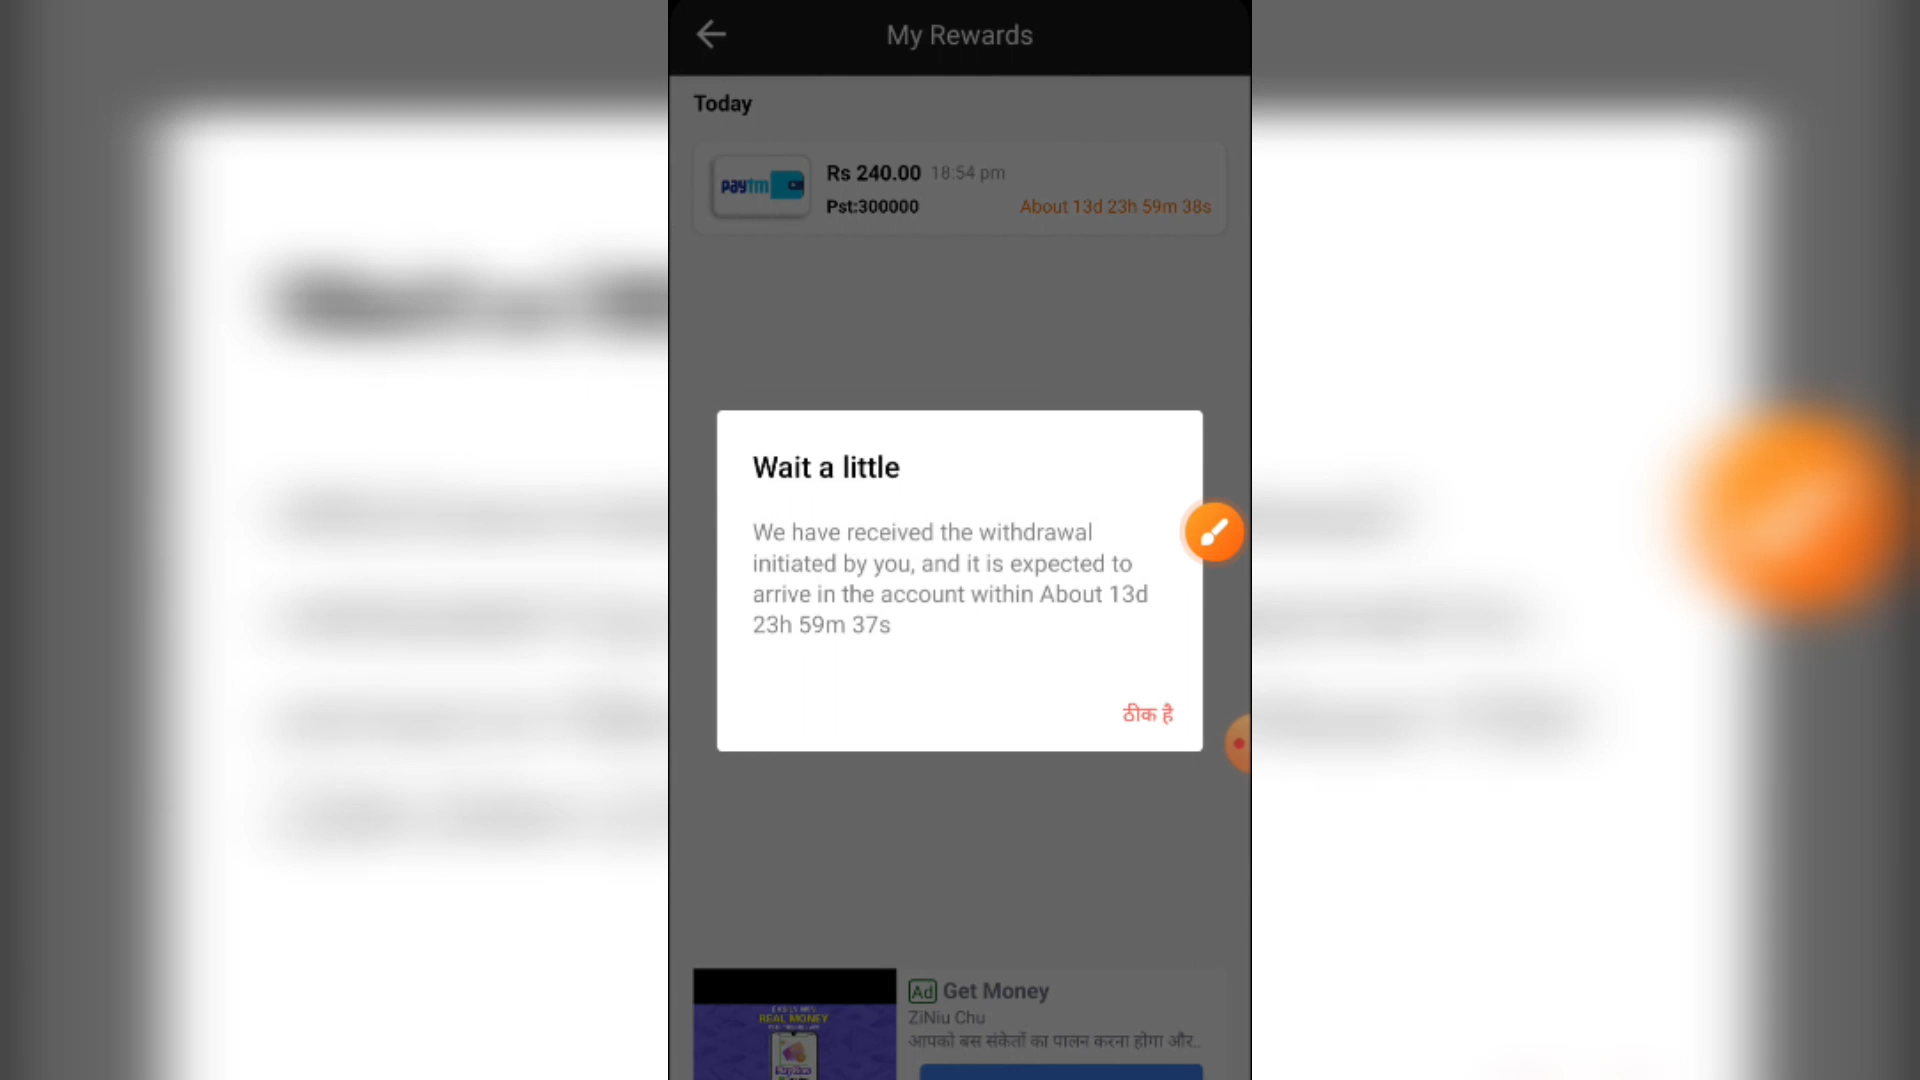 My Rewards
Today
paytm
Rs 240.00 18:54 pm
Pst:300000
About 13d 23h 59m 38s
Wait a little
We have received the withdrawal
initiated by you, and it is expected to
arrive in the account within About 13d
23h 59m 37s
ठीक है
Ad Get Money
ZiNiu Chu
आपको बस संकेतों का पालन करना होगा और..
REAL MONEY